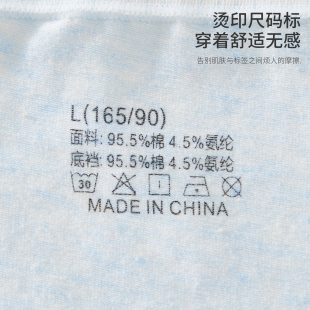 烫印尺码标
穿着舒适无感
告别肌肤与标签之间烦人的摩擦
L(165/90)
面料: 95.5%棉 4.5%氨纶
底裆: 95.5%棉 4.5%氨纶
30
MADE IN CHINA